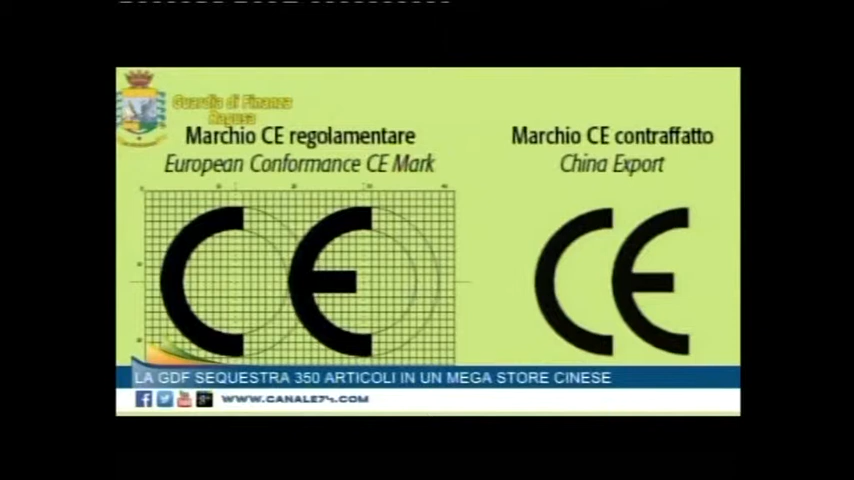 Guardia di Finanza
Ragusa
Marchio CE regolamentare
European Conformance CE Mark
Marchio CE contraffatto
China Export
CE
CE
LA GDF SEQUESTRA 350 ARTICOLI IN UN MEGA STORE CINESE
WWW.CANALE74.COM